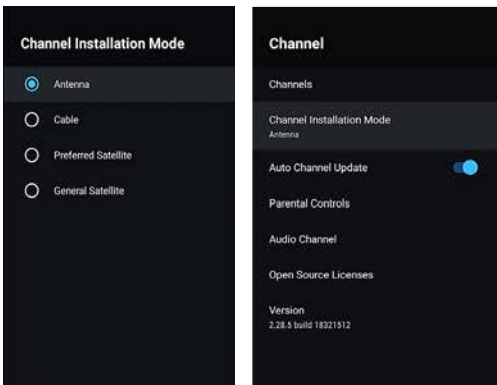 Channel Installation Mode
Antenna
Cable
Preferred Satellite
General Satellite
Channel
Channels
Channel Installation Mode
Antenna
Auto Channel Update
Parental Controls
Audio Channel
Open Source Licenses
Version
2.28.5 build 18321512